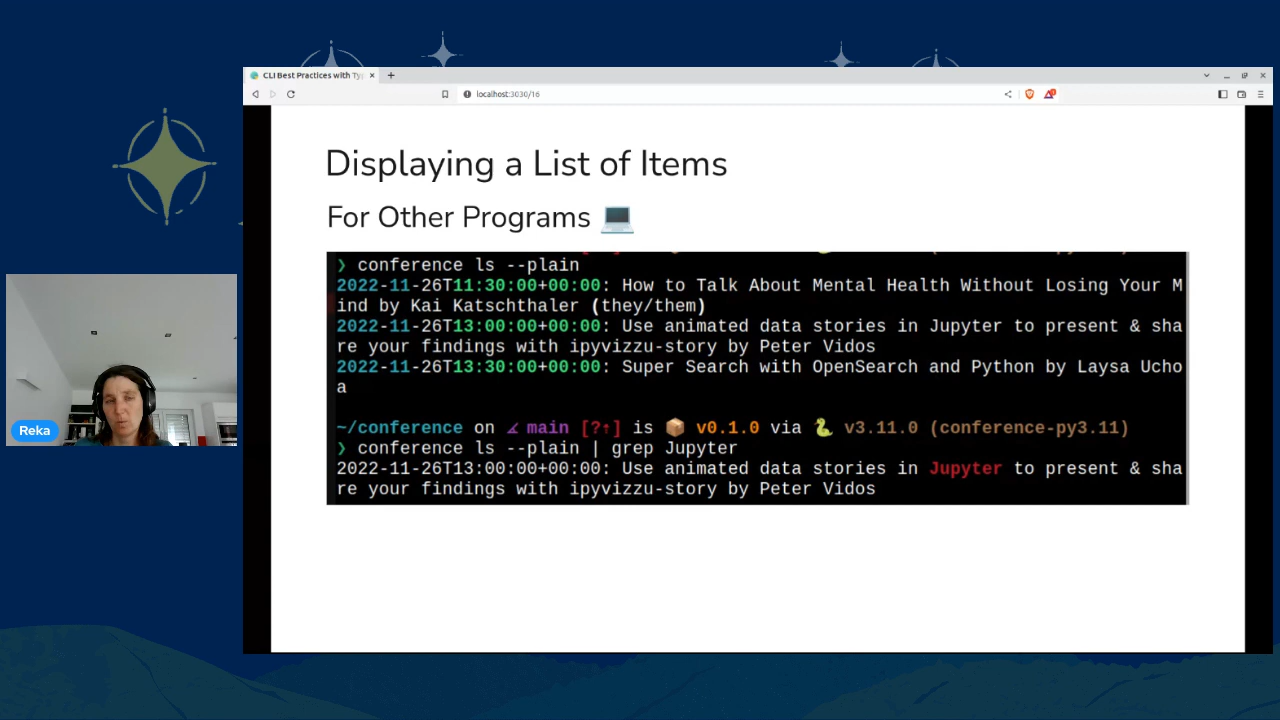 CLI Best Practices with Typ
localhost:3030/16
Displaying a List of Items
For Other Programs 💻
❯ conference ls --plain
2022-11-26T11:30:00+00:00: How to Talk About Mental Health Without Losing Your M
ind by Kai Katschthaler (they/them)
2022-11-26T13:00:00+00:00: Use animated data stories in Jupyter to present & sha
re your findings with ipyvizzu-story by Peter Vidos
2022-11-26T13:30:00+00:00: Super Search with OpenSearch and Python by Laysa Ucho
a
~/conference on main [?⇡] is 📦 v0.1.0 via 🐍 v3.11.0 (conference-py3.11)
❯ conference ls --plain | grep Jupyter
2022-11-26T13:00:00+00:00: Use animated data stories in Jupyter to present & sha
re your findings with ipyvizzu-story by Peter Vidos
Reka